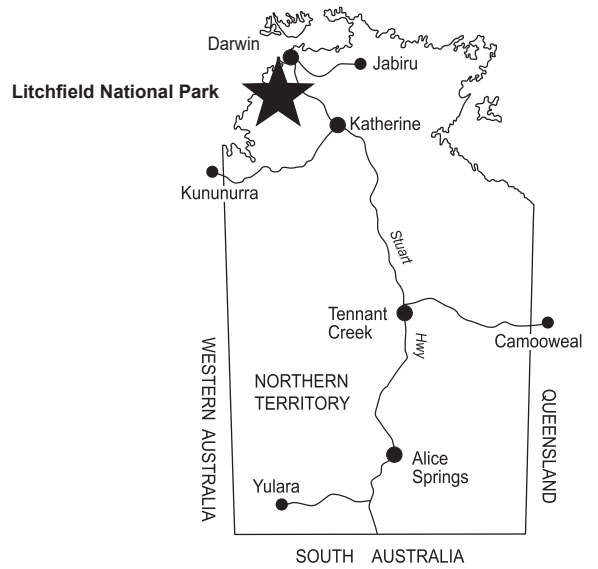 Darwin
Jabiru
Litchfield National Park
Katherine
Kununurra
Stuart
Tennant
Creek
Hwy
Camooweal
WESTERN AUSTRALIA
NORTHERN
TERRITORY
QUEENSLAND
Alice
Springs
Yulara
SOUTH AUSTRALIA